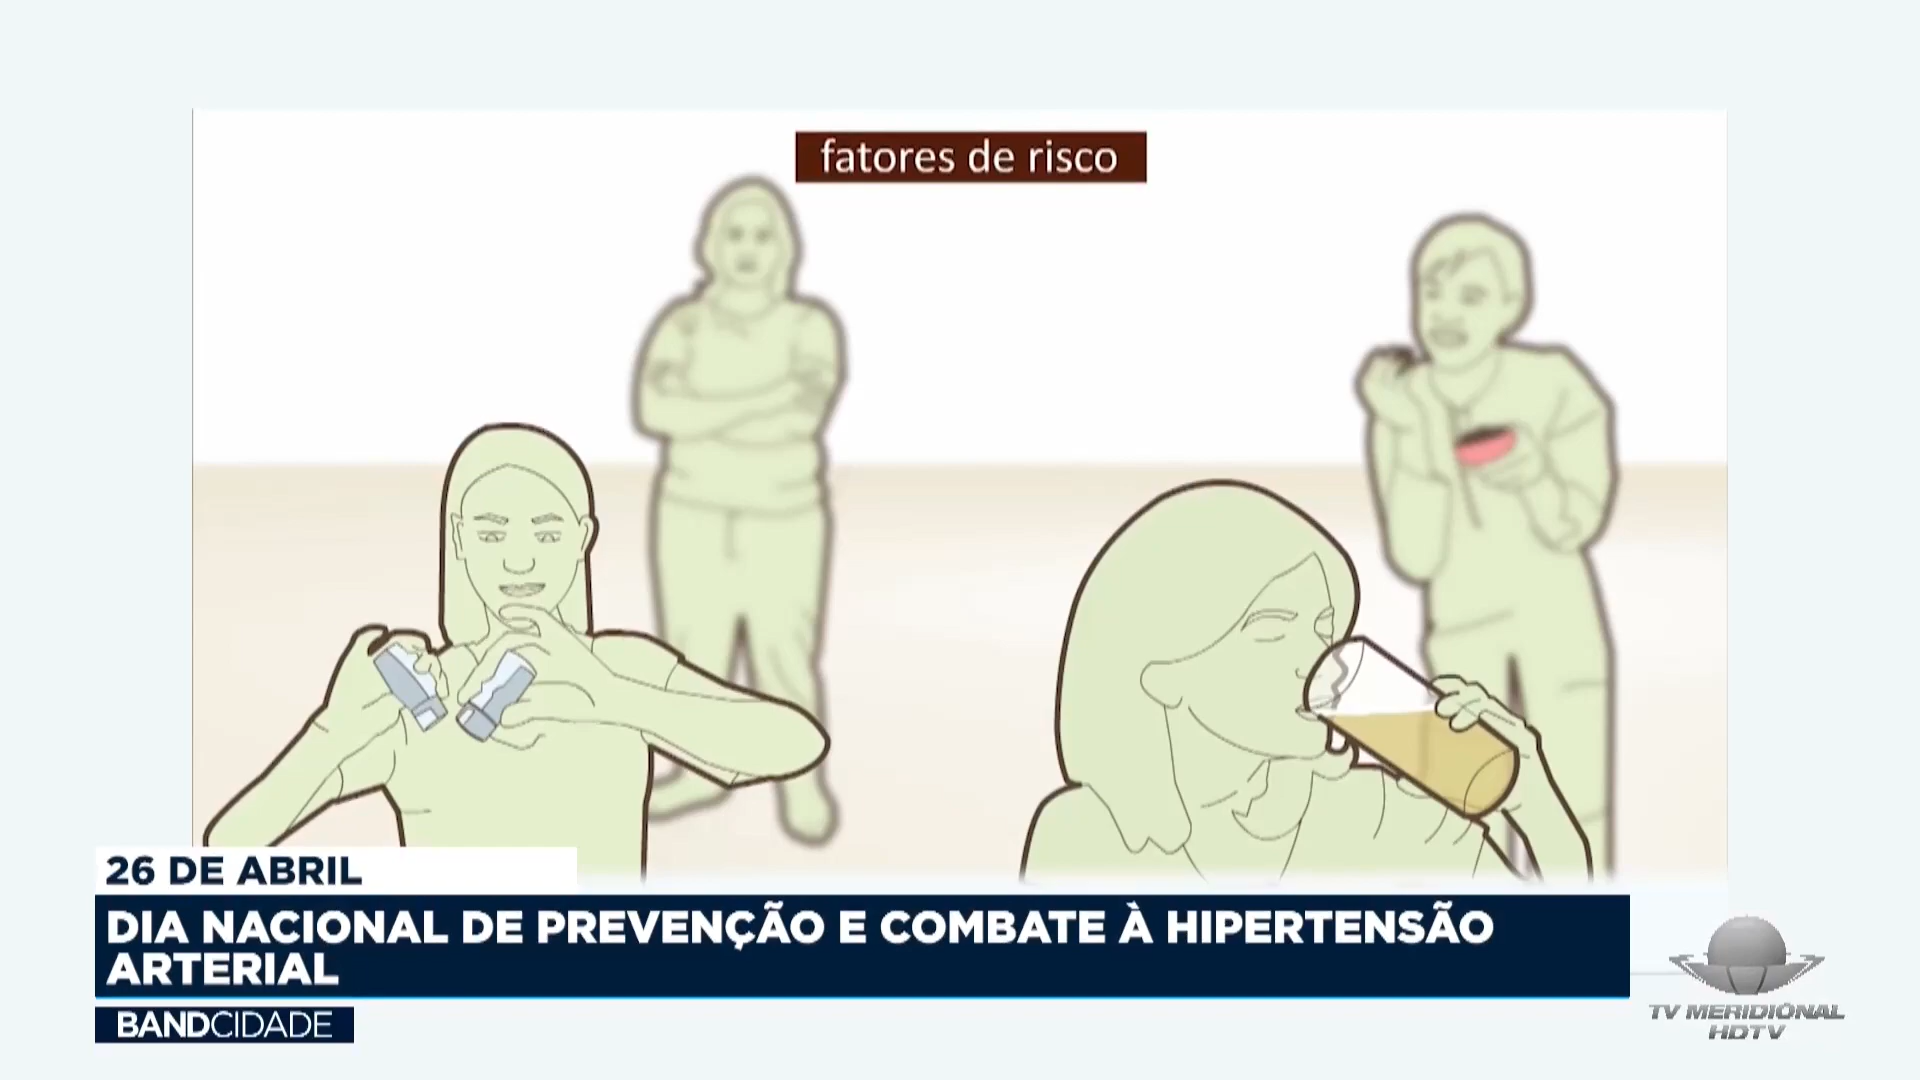 fatores de risco
26 DE ABRIL
DIA NACIONAL DE PREVENÇÃO E COMBATE À HIPERTENSÃO
ARTERIAL
BANDCIDADE
TV MERIDIONAL
HDTV